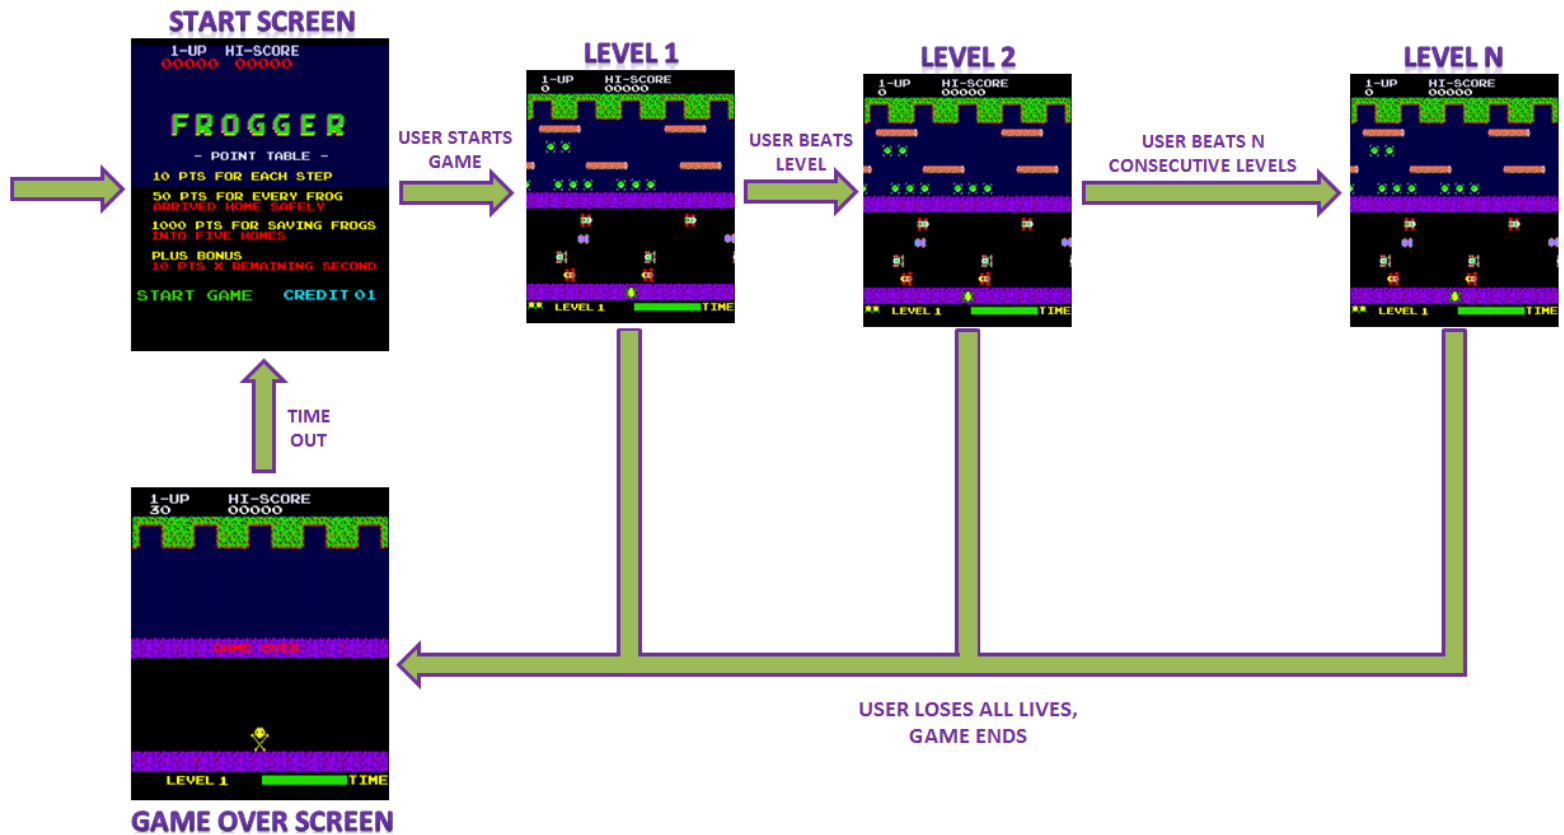 START SCREEN
1-UP HI-SCORE
00000 00000
FROGGER
- POINT TABLE -
10 PTS FOR EACH STEP
50 PTS FOR EVERY FROG
ARRIVED HOME SAFELY
1000 PTS FOR SAVING FROGS
INTO FIVE HOMES
PLUS BONUS
10 PTS X REMAINING SECOND
START GAME CREDIT 01
USER STARTS
GAME
LEVEL 1
1-UP HI-SCORE
0 00000
LEVEL 1 TIME
USER BEATS
LEVEL
LEVEL 2
1-UP HI-SCORE
0 00000
LEVEL 1 TIME
USER BEATS N
CONSECUTIVE LEVELS
LEVEL N
1-UP HI-SCORE
0 00000
LEVEL 1 TIME
USER LOSES ALL LIVES,
GAME ENDS
TIME
OUT
1-UP HI-SCORE
30 00000
GAME OVER
LEVEL 1 TIME
GAME OVER SCREEN